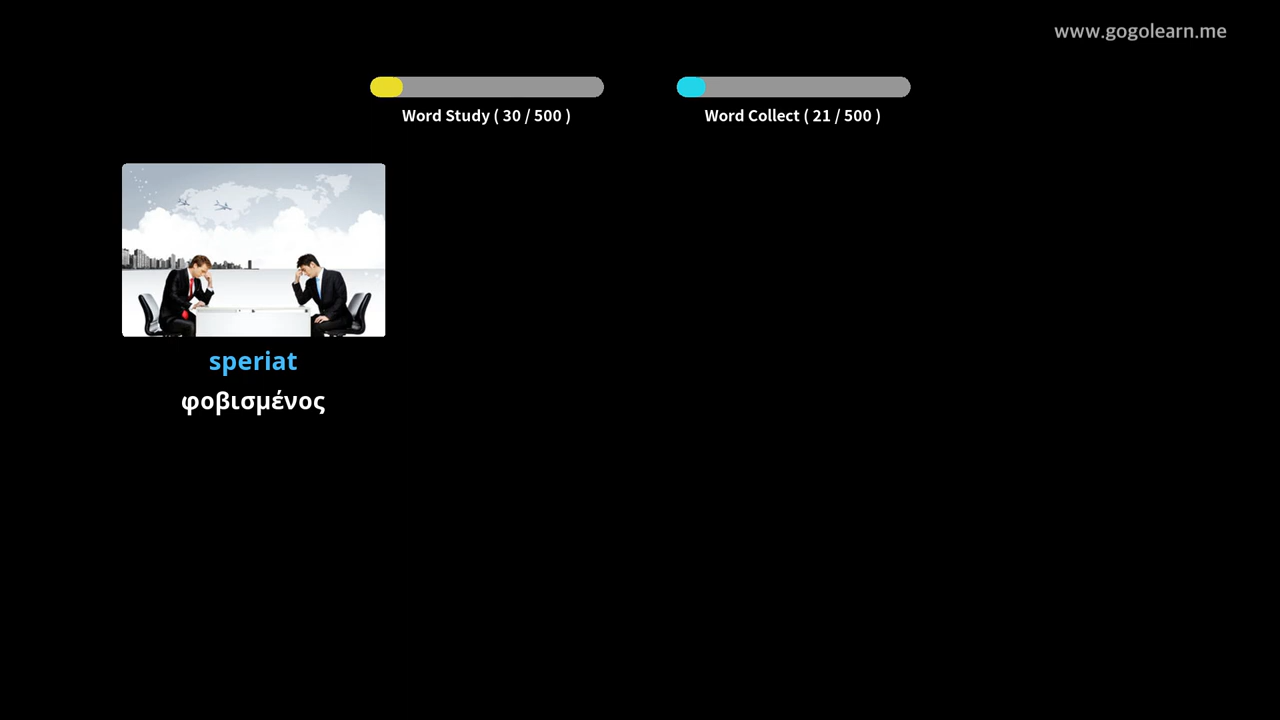 www.gogolearn.me
Word Study ( 30 / 500 )
Word Collect ( 21 / 500 )
speriat
φοβισμένος